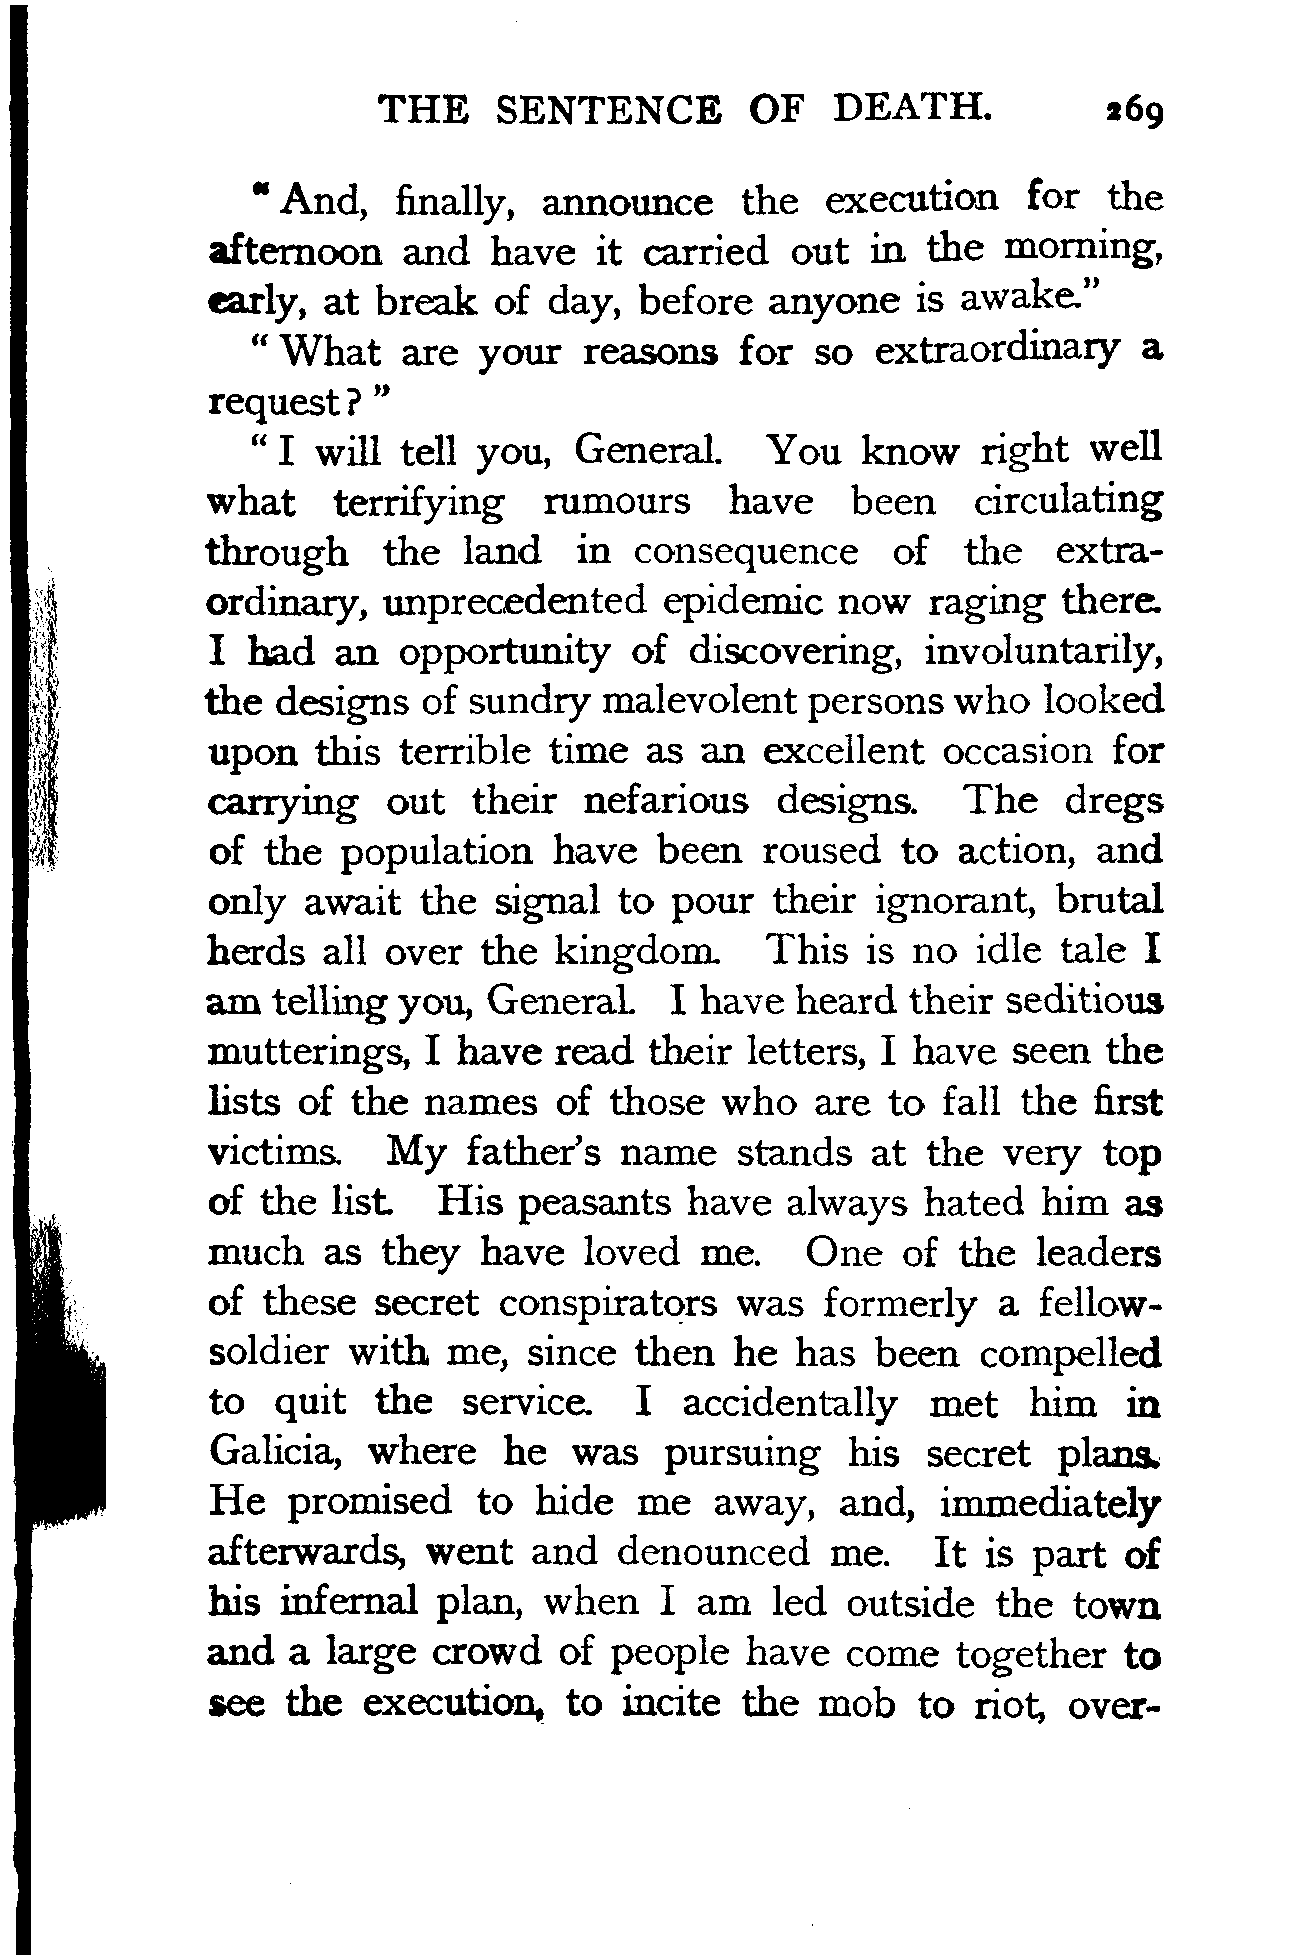 THE SENTENCE OF DEATH. 269
" And, finally, announce the execution for the
afternoon and have it carried out in the morning,
early, at break of day, before anyone is awake."
" What are your reasons for so extraordinary a
request ? "
" I will tell you, General. You know right well
what terrifying rumours have been circulating
through the land in consequence of the extra-
ordinary, unprecedented epidemic now raging there.
I had an opportunity of discovering, involuntarily,
the designs of sundry malevolent persons who looked
upon this terrible time as an excellent occasion for
carrying out their nefarious designs. The dregs
of the population have been roused to action, and
only await the signal to pour their ignorant, brutal
herds all over the kingdom. This is no idle tale I
am telling you, General. I have heard their seditious
mutterings, I have read their letters, I have seen the
lists of the names of those who are to fall the first
victims. My father's name stands at the very top
of the list. His peasants have always hated him as
much as they have loved me. One of the leaders
of these secret conspirators was formerly a fellow-
soldier with me, since then he has been compelled
to quit the service. I accidentally met him in
Galicia, where he was pursuing his secret plans.
He promised to hide me away, and, immediately
afterwards, went and denounced me. It is part of
his infernal plan, when I am led outside the town
and a large crowd of people have come together to
see the execution, to incite the mob to riot, over-